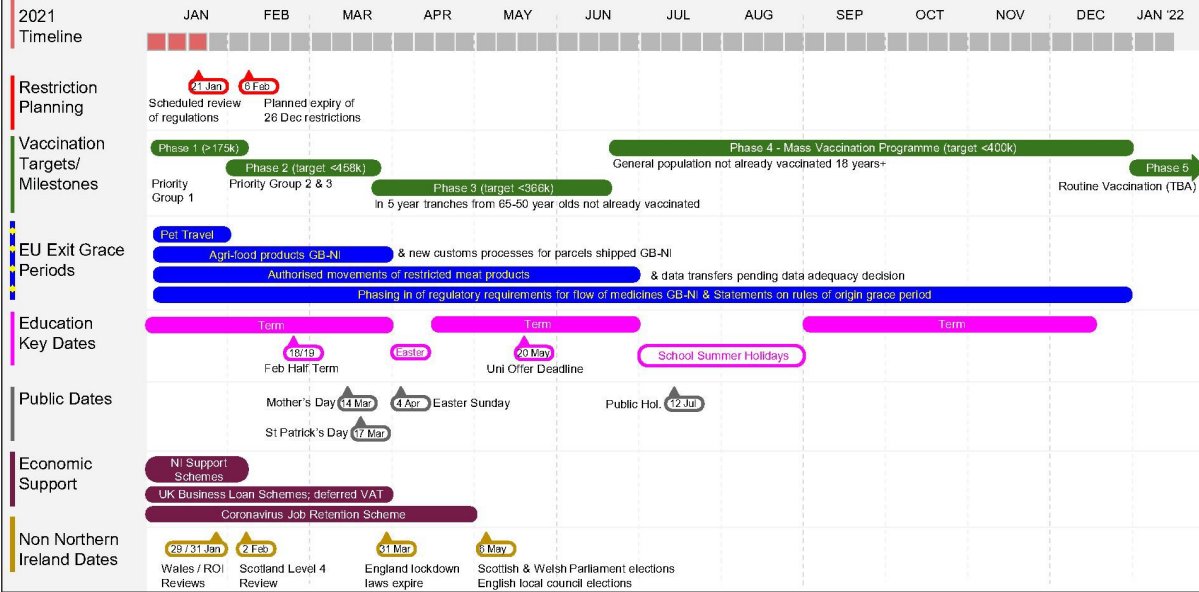 2021
Timeline
JAN FEB MAR APR MAY JUN JUL AUG SEP OCT NOV DEC JAN '22
Restriction
Planning
21 Jan
6 Feb
Scheduled review
of regulations
Planned expiry of
26 Dec restrictions
Vaccination
Targets/
Milestones
Phase 1 (>175k)
Phase 2 (target <458k)
Phase 3 (target <366k)
Phase 4 - Mass Vaccination Programme (target <400k)
General population not already vaccinated 18 years+
Phase 5
Priority
Group 1
Priority Group 2 & 3
In 5 year tranches from 65-50 year olds not already vaccinated
Routine Vaccination (TBA)
EU Exit Grace
Periods
Pet Travel
Agri-food products GB-NI
& new customs processes for parcels shipped GB-NI
Authorised movements of restricted meat products
& data transfers pending data adequacy decision
Phasing in of regulatory requirements for flow of medicines GB-NI & Statements on rules of origin grace period
Education
Key Dates
Term
Term
Term
18/19
Feb Half Term
Easter
20 May
Uni Offer Deadline
School Summer Holidays
Public Dates
Mother's Day
14 Mar
4 Apr
Easter Sunday
Public Hol.
12 Jul
St Patrick's Day
17 Mar
Economic
Support
NI Support
Schemes
UK Business Loan Schemes; deferred VAT
Coronavirus Job Retention Scheme
Non Northern
Ireland Dates
29 / 31 Jan
2 Feb
31 Mar
6 May
Wales / ROI
Reviews
Scotland Level 4
Review
England lockdown
laws expire
Scottish & Welsh Parliament elections
English local council elections